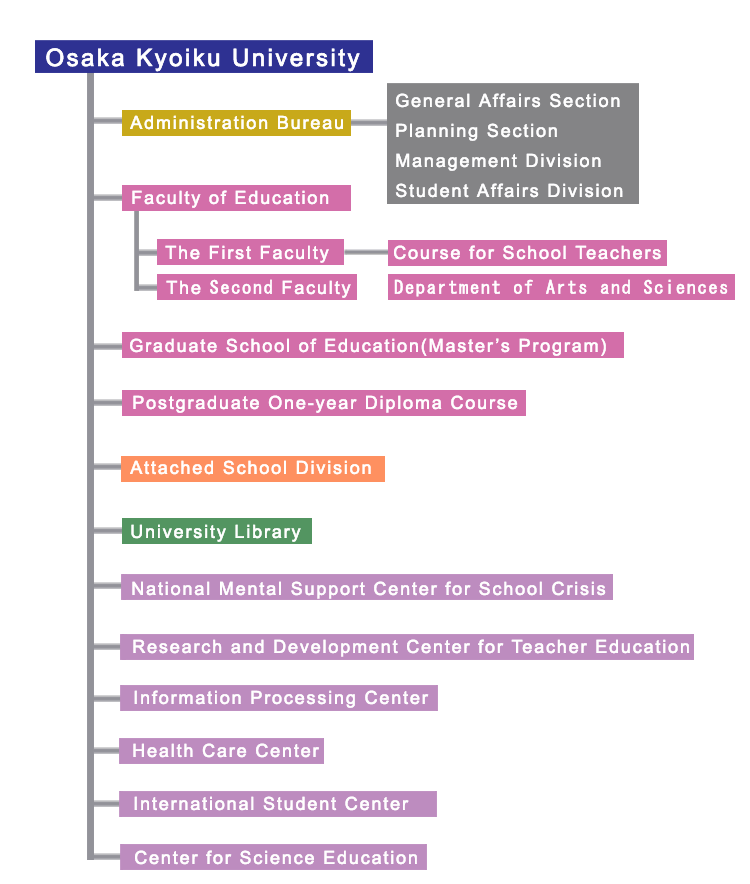 Osaka Kyoiku University
Administration Bureau
General Affairs Section
Planning Section
Management Division
Student Affairs Division
Faculty of Education
The First Faculty
Course for School Teachers
The Second Faculty
Department of Arts and Sciences
Graduate School of Education(Master's Program)
Postgraduate One-year Diploma Course
Attached School Division
University Library
National Mental Support Center for School Crisis
Research and Development Center for Teacher Education
Information Processing Center
Health Care Center
International Student Center
Center for Science Education